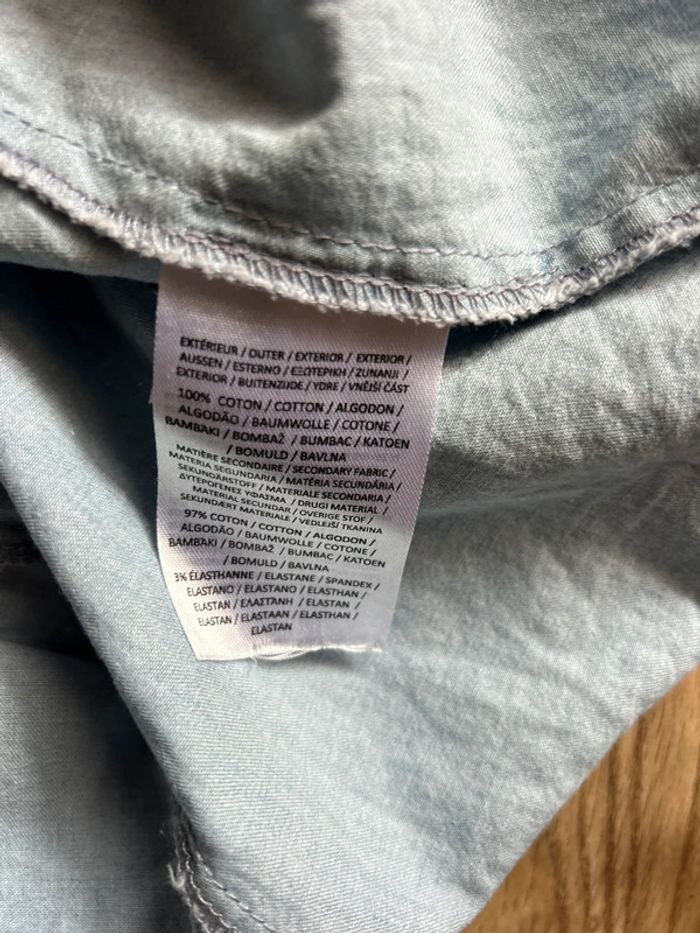 EXTÉRIEUR / OUTER / EXTERIOR / EXTERIOR /
AUSSEN / ESTERNO / ΕΞΩΤΕΡΙΚΗ / ZUNANJI /
EXTERIOR / BUITENZIJDE / YDRE / VNĚJŠÍ ČÁST
100% COTON / COTTON / ALGODON /
ALGODÃO / BAUMWOLLE / COTONE /
BAMBAKI / BOMBAŽ / BUMBAC / KATOEN
/ BOMULD / BAVLNA
MATIÈRE SECONDAIRE / SECONDARY FABRIC /
MATERIA SEGUNDARIA / MATÉRIA SECUNDÁRIA /
SEKUNDÄRSTOFF / MATERIALE SECONDARIA /
ΔΥΤΕΡΟΓΕΝΕΣ ΥΦΑΣΜΑ / DRUGI MATERIAL /
MATERIAL SECUNDAR / OVERIGE STOF /
SEKUNDÆRT MATERIALE / VEDLEJŠÍ TKANINA
97% COTON / COTTON / ALGODON /
ALGODÃO / BAUMWOLLE / COTONE /
BAMBAKI / BOMBAŽ / BUMBAC / KATOEN
/ BOMULD / BAVLNA
3% ÉLASTHANNE / ELASTANE / SPANDEX /
ELASTANO / ELASTANO / ELASTHAN /
ELASTAN / ΕΛΑΣΤΑΝΗ / ELASTAN /
ELASTAN / ELASTAAN / ELASTHAN /
ELASTAN